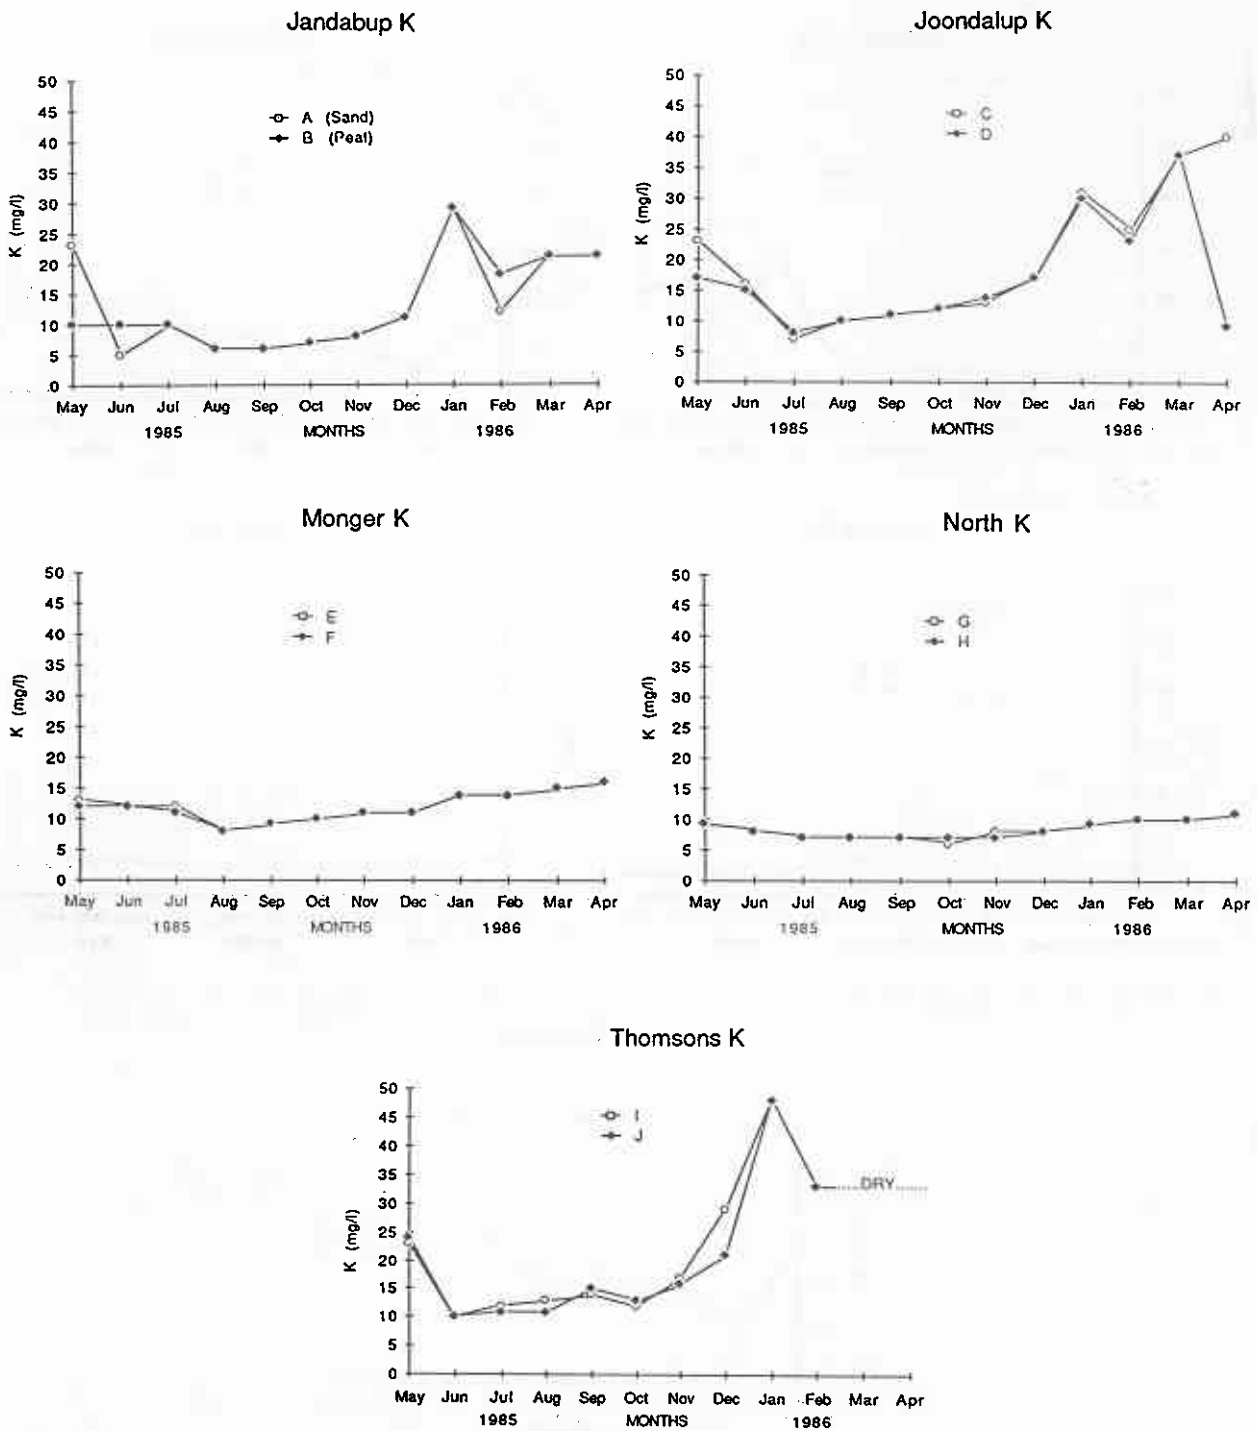 Jandabup K
50
45
40
35
30
25
20
15
10
5
0
K (mg/l)
A (Sand)
B (Peat)
May Jun Jul Aug Sep Oct Nov Dec Jan Feb Mar Apr
1985 MONTHS 1986
Joondalup K
50
45
40
35
30
25
20
15
10
5
0
K (mg/l)
C
D
May Jun Jul Aug Sep Oct Nov Dec Jan Feb Mar Apr
1985 MONTHS 1986
Monger K
50
45
40
35
30
25
20
15
10
5
0
K (mg/l)
E
F
May Jun Jul Aug Sep Oct Nov Dec Jan Feb Mar Apr
1985 MONTHS 1986
North K
50
45
40
35
30
25
20
15
10
5
0
K (mg/l)
G
H
May Jun Jul Aug Sep Oct Nov Dec Jan Feb Mar Apr
1985 MONTHS 1986
Thomsons K
50
45
40
35
30
25
20
15
10
5
0
K (mg/l)
I
J
DRY
May Jun Jul Aug Sep Oct Nov Dec Jan Feb Mar Apr
1985 MONTHS 1986